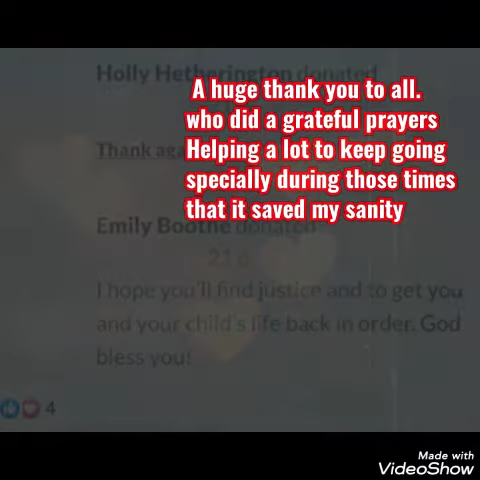 Holly Hetherington donated
A huge thank you to all.
who did a grateful prayers
Helping a lot to keep going
specially during those times
that it saved my sanity
Thank aga
Emily Boothe donated
21 d
I hope you'll find justice and to get you
and your child's life back in order. God
bless you!
4
Made with
VideoShow